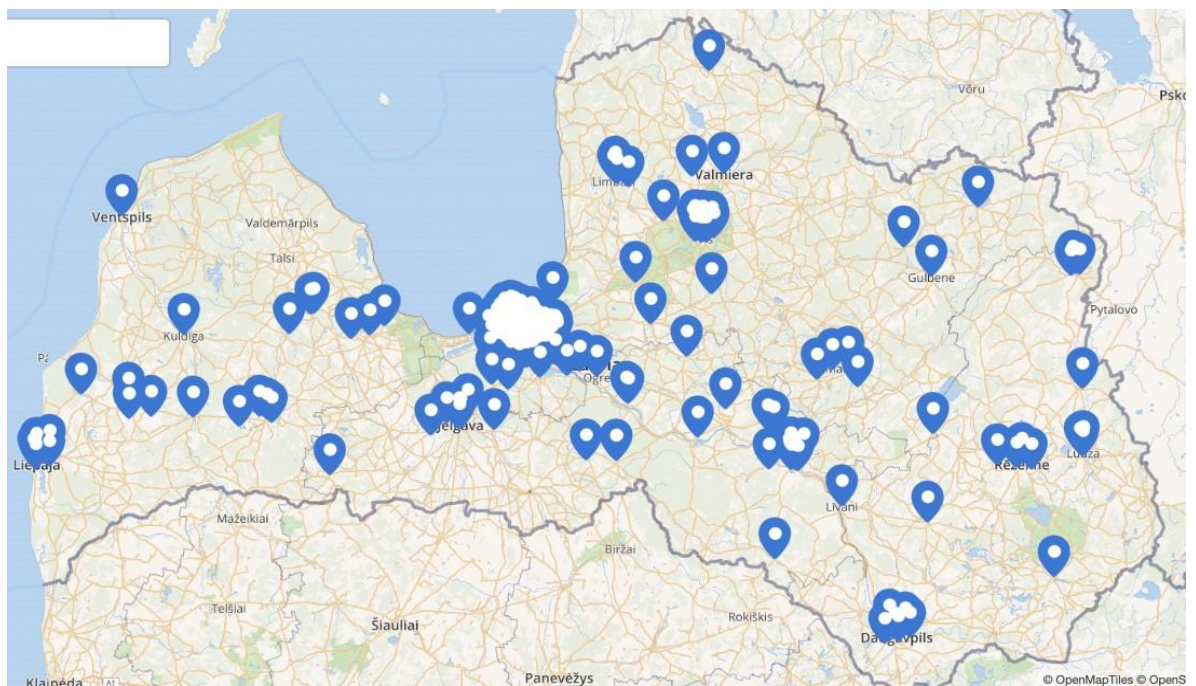 Võru
Psko
Valmiera
Limbaži
Ventspils
Valdemārpils
Talsi
Gulbene
Pytalovo
Kuldīga
Ogre
Jelgava
Liepāja
Rēzekne
Ludza
Līvāni
Mažeikiai
Biržai
Telšiai
Rokiškis
Šiauliai
Daugavpils
Klaipėda
A1
Panevėžys
© OpenMapTiles © OpenS